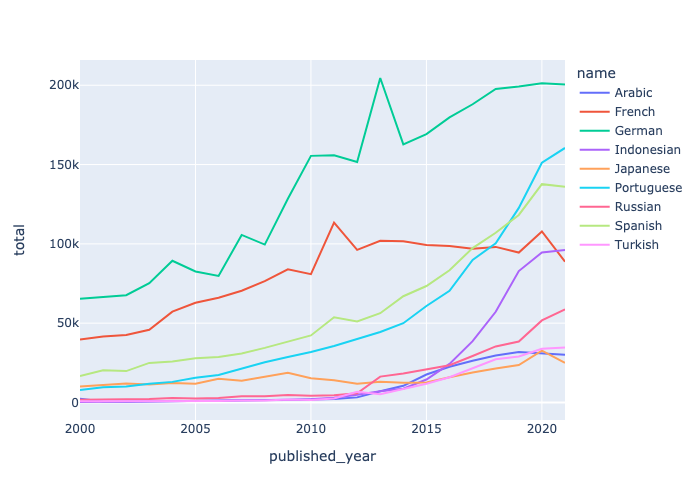 name
Arabic
French
German
Indonesian
Japanese
Portuguese
Russian
Spanish
Turkish
total
200k
150k
100k
50k
0
2000 2005 2010 2015 2020
published_year